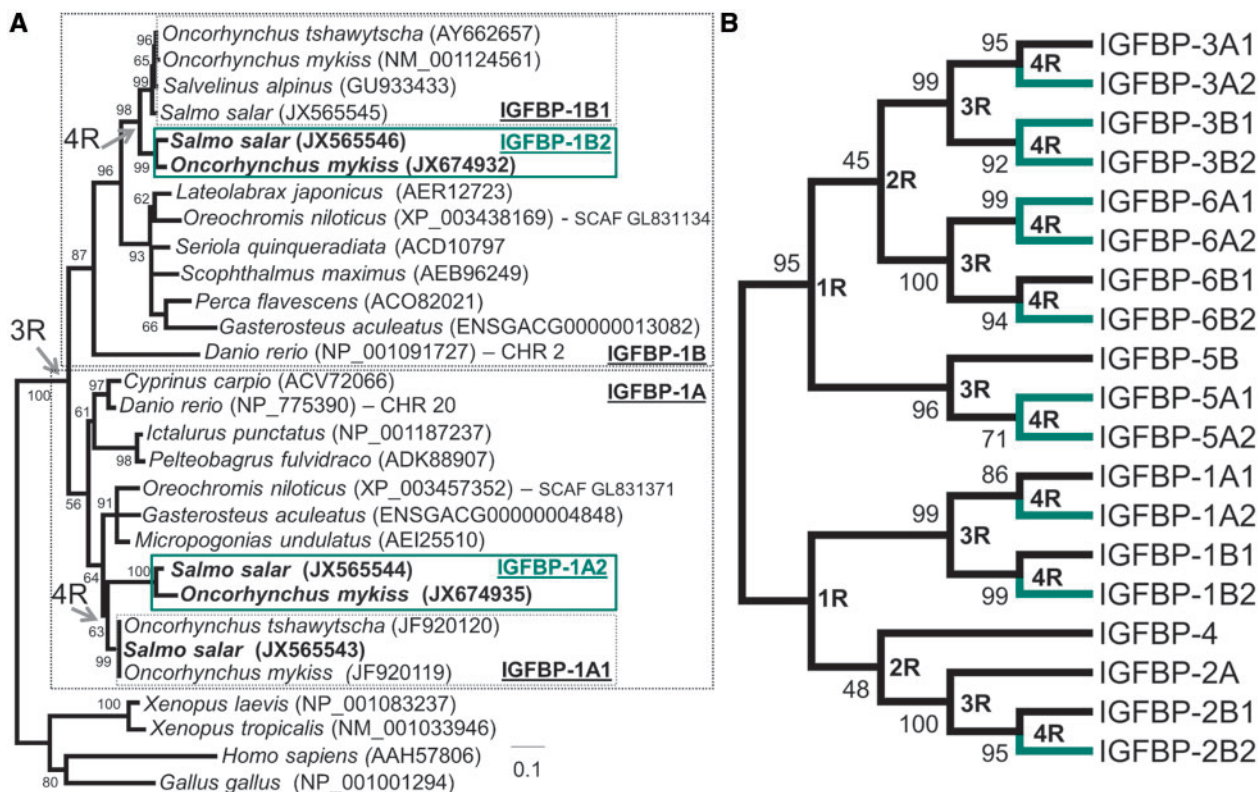 A
96
Oncorhynchus tshawytscha (AY662657)
65
Oncorhynchus mykiss (NM_001124561)
99
Salvelinus alpinus (GU933433)
98
Salmo salar (JX565545)
IGFBP-1B1
4R
Salmo salar (JX565546)
IGFBP-1B2
99
Oncorhynchus mykiss (JX674932)
96
62
Lateolabrax japonicus (AER12723)
Oreochromis niloticus (XP_003438169) - SCAF GL831134
87
93
Seriola quinqueradiata (ACD10797
Scophthalmus maximus (AEB96249)
Perca flavescens (ACO82021)
66
Gasterosteus aculeatus (ENSGACG00000013082)
3R
Danio rerio (NP_001091727) – CHR 2
IGFBP-1B
100
97
Cyprinus carpio (ACV72066)
IGFBP-1A
61
Danio rerio (NP_775390) – CHR 20
Ictalurus punctatus (NP_001187237)
98
Pelteobagrus fulvidraco (ADK88907)
56
91
Oreochromis niloticus (XP_003457352) – SCAF GL831371
Gasterosteus aculeatus (ENSGACG00000004848)
Micropogonias undulatus (AEI25510)
64
100
Salmo salar (JX565544)
IGFBP-1A2
4R
Oncorhynchus mykiss (JX674935)
63
Oncorhynchus tshawytscha (JF920120)
Salmo salar (JX565543)
99
Oncorhynchus mykiss (JF920119)
IGFBP-1A1
100
Xenopus laevis (NP_001083237)
Xenopus tropicalis (NM_001033946)
Homo sapiens (AAH57806)
0.1
80
Gallus gallus (NP_001001294)
B
95
IGFBP-3A1
4R
IGFBP-3A2
99
3R
IGFBP-3B1
4R
92
IGFBP-3B2
45
2R
99
IGFBP-6A1
4R
IGFBP-6A2
100
3R
IGFBP-6B1
4R
94
IGFBP-6B2
95
1R
IGFBP-5B
3R
96
IGFBP-5A1
4R
71
IGFBP-5A2
86
IGFBP-1A1
4R
IGFBP-1A2
99
3R
IGFBP-1B1
4R
99
IGFBP-1B2
1R
IGFBP-4
2R
48
IGFBP-2A
3R
100
IGFBP-2B1
4R
95
IGFBP-2B2